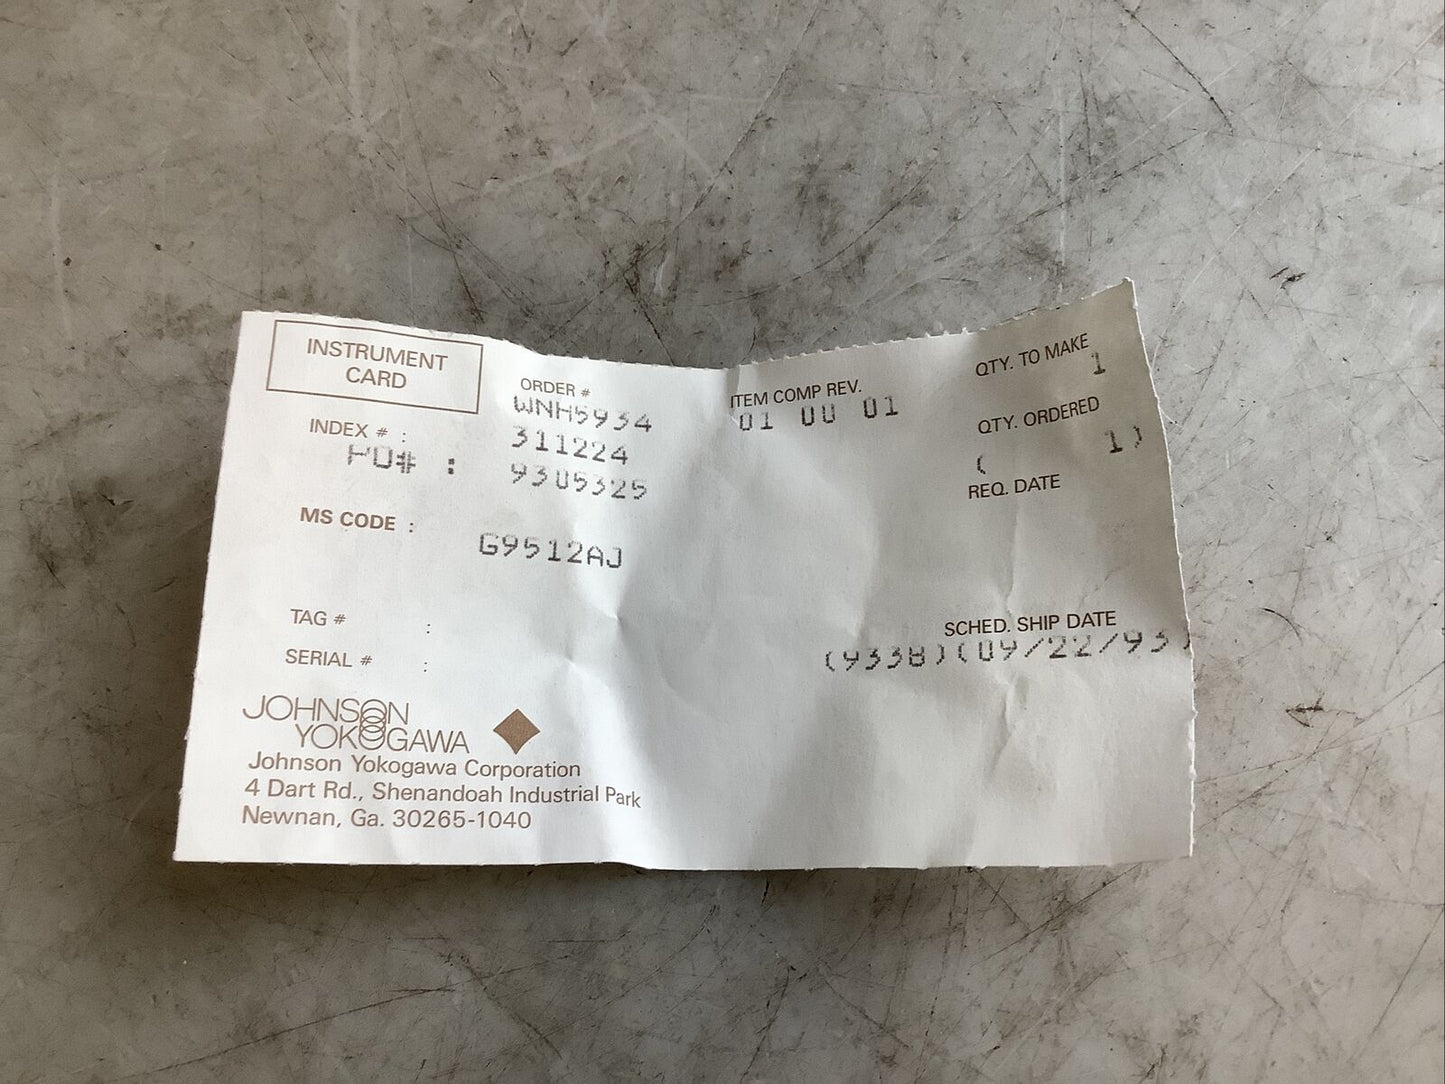 INSTRUMENT CARD
ORDER #
WNH5934
ITEM COMP REV.
01 00 01
QTY. TO MAKE
1
INDEX # :
311224
QTY. ORDERED
( 1)
PO# : 9305325
REQ. DATE
MS CODE :
G9512AJ
TAG # :
SCHED. SHIP DATE
(9338)(09/22/93)
SERIAL # :
JOHNSON
YOKOGAWA
Johnson Yokogawa Corporation
4 Dart Rd., Shenandoah Industrial Park
Newnan, Ga. 30265-1040